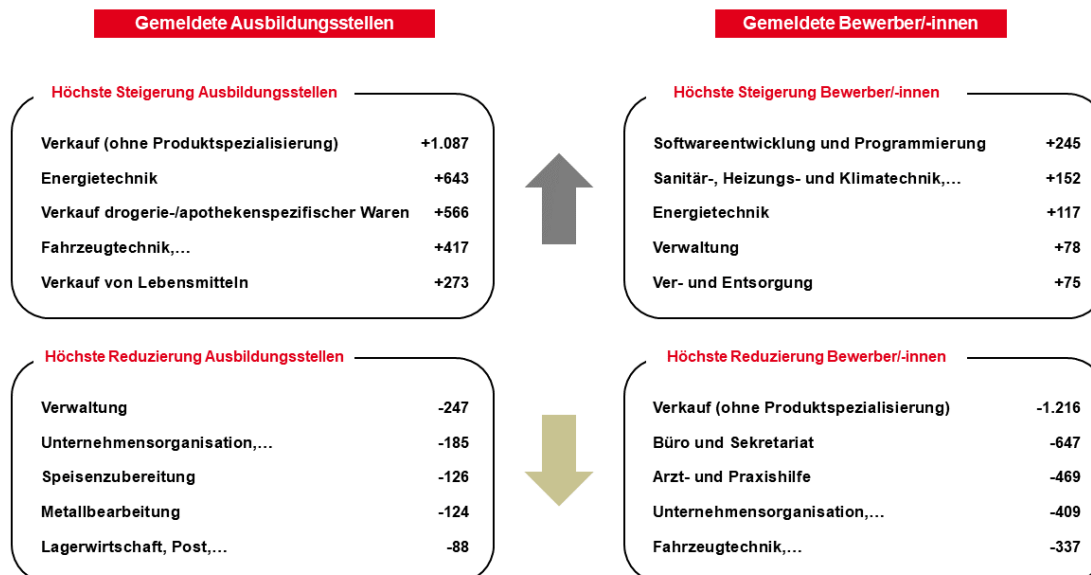 Gemeldete Ausbildungsstellen
Höchste Steigerung Ausbildungsstellen
Verkauf (ohne Produktspezialisierung) +1.087
Energietechnik +643
Verkauf drogerie-/apothekenspezifischer Waren +566
Fahrzeugtechnik,... +417
Verkauf von Lebensmitteln +273
Höchste Reduzierung Ausbildungsstellen
Verwaltung -247
Unternehmensorganisation,... -185
Speisenzubereitung -126
Metallbearbeitung -124
Lagerwirtschaft, Post,... -88
Gemeldete Bewerber/-innen
Höchste Steigerung Bewerber/-innen
Softwareentwicklung und Programmierung +245
Sanitär-, Heizungs- und Klimatechnik,... +152
Energietechnik +117
Verwaltung +78
Ver- und Entsorgung +75
Höchste Reduzierung Bewerber/-innen
Verkauf (ohne Produktspezialisierung) -1.216
Büro und Sekretariat -647
Arzt- und Praxishilfe -469
Unternehmensorganisation,... -409
Fahrzeugtechnik,... -337